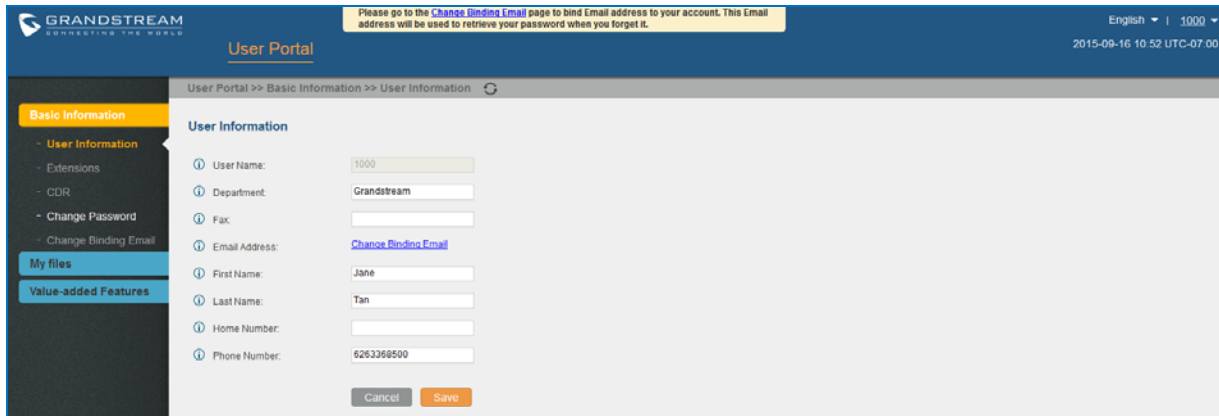 GRANDSTREAM
CONNECTING THE WORLD
Please go to the Change Binding Email page to bind Email address to your account. This Email
address will be used to retrieve your password when you forget it.
English | 1000
User Portal
2015-09-16 10:52 UTC-07:00
User Portal >> Basic Information >> User Information
Basic Information
- User Information
- Extensions
- CDR
- Change Password
- Change Binding Email
My files
Value-added Features
User Information
User Name: 1000
Department: Grandstream
Fax:
Email Address: Change Binding Email
First Name: Jane
Last Name: Tan
Home Number:
Phone Number: 6263368500
Cancel Save